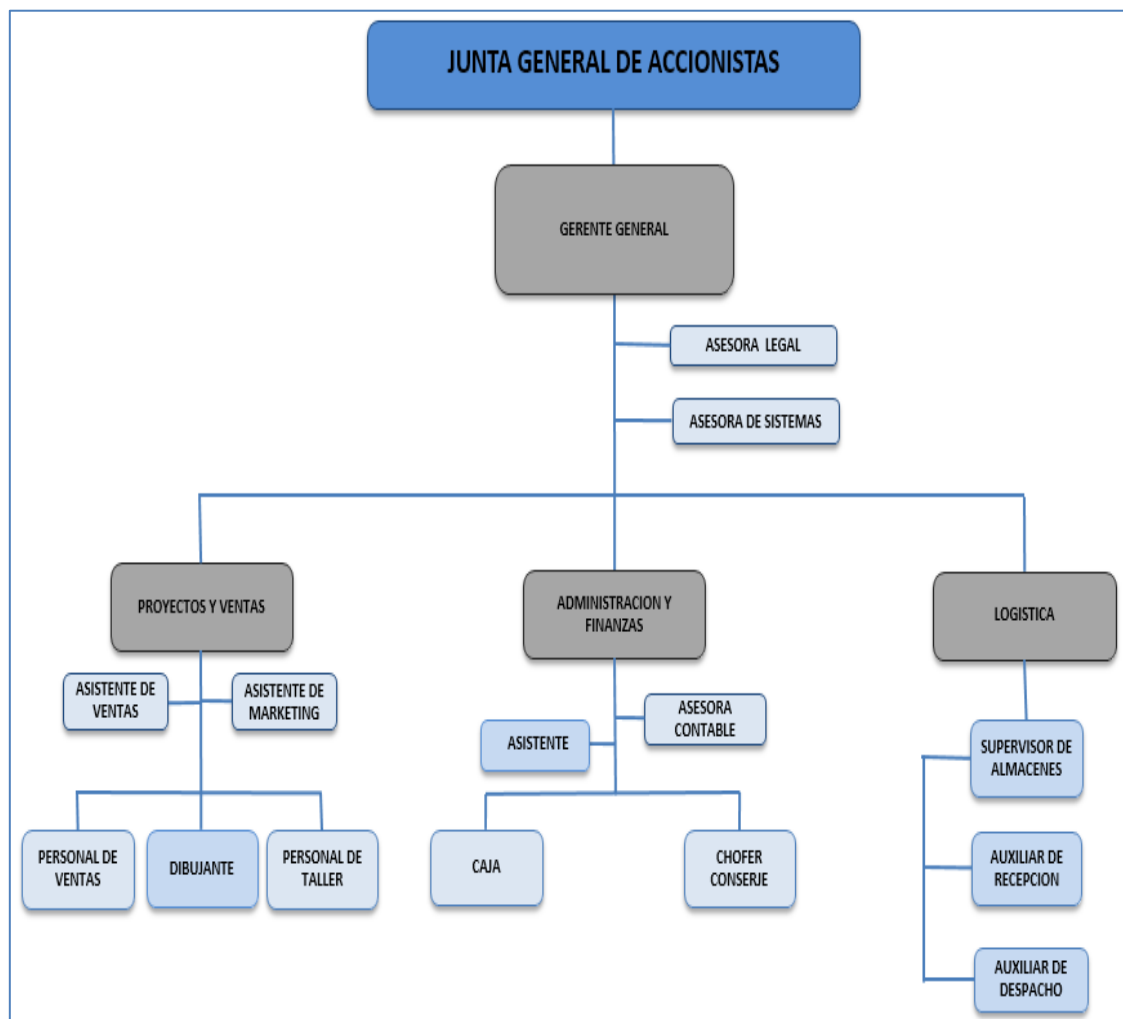 JUNTA GENERAL DE ACCIONISTAS
GERENTE GENERAL
ASESORA LEGAL
ASESORA DE SISTEMAS
PROYECTOS Y VENTAS
ADMINISTRACION Y
FINANZAS
LOGISTICA
ASISTENTE DE
VENTAS
ASISTENTE DE
MARKETING
ASISTENTE
ASESORA
CONTABLE
SUPERVISOR DE
ALMACENES
PERSONAL DE
VENTAS
DIBUJANTE
PERSONAL DE
TALLER
CAJA
CHOFER
CONSERJE
AUXILIAR DE
RECEPCION
AUXILIAR DE
DESPACHO